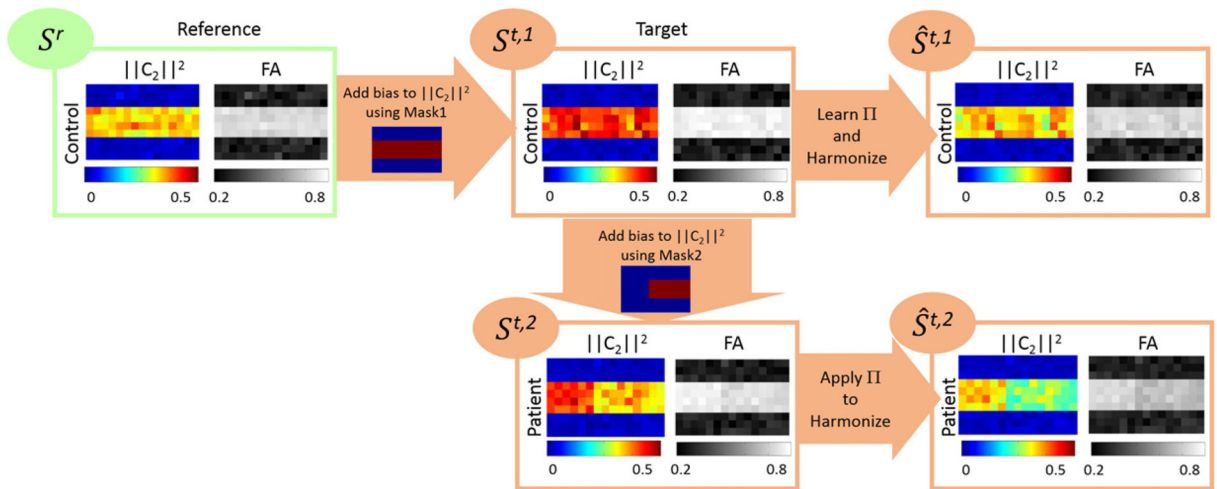 Reference
Target
S^r
S^{t,1}
Ŝ^{t,1}
||C₂||² FA
Control
0 0.5 0.2 0.8
Add bias to ||C₂||²
using Mask1
||C₂||² FA
Control
0 0.5 0.2 0.8
Learn Π
and
Harmonize
||C₂||² FA
Control
0 0.5 0.2 0.8
Add bias to ||C₂||²
using Mask2
S^{t,2}
Ŝ^{t,2}
||C₂||² FA
Patient
0 0.5 0.2 0.8
Apply Π
to
Harmonize
||C₂||² FA
Patient
0 0.5 0.2 0.8